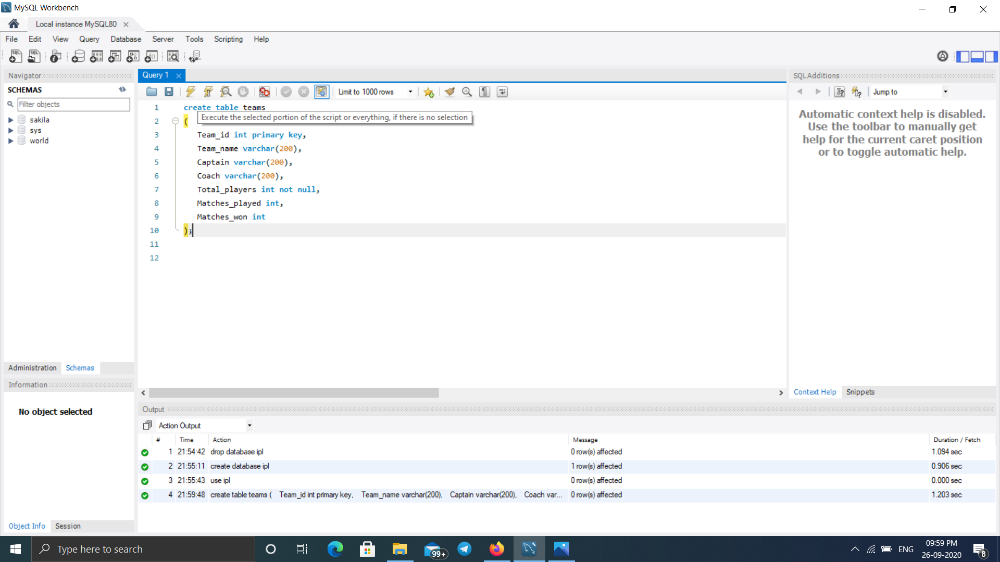 MySQL Workbench
Local instance MySQL80
File Edit View Query Database Server Tools Scripting Help
Navigator
SCHEMAS
Filter objects
sakila
sys
world
Administration Schemas
Information
No object selected
Object Info Session
Query 1
Limit to 1000 rows
1 create table teams
Execute the selected portion of the script or everything, if there is no selection
2 (
3 Team_id int primary key,
4 Team_name varchar(200),
5 Captain varchar(200),
6 Coach varchar(200),
7 Total_players int not null,
8 Matches_played int,
9 Matches_won int
10 );
11
12
SQLAdditions
Jump to
Automatic context help is disabled.
Use the toolbar to manually get
help for the current caret position
or to toggle automatic help.
Context Help Snippets
Output
Action Output
# Time Action Message Duration / Fetch
1 21:54:42 drop database ipl 0 row(s) affected 1.094 sec
2 21:55:11 create database ipl 1 row(s) affected 0.906 sec
3 21:55:43 use ipl 0 row(s) affected 0.000 sec
4 21:59:48 create table teams ( Team_id int primary key, Team_name varchar(200), Captain varchar(200), Coach var... 0 row(s) affected 1.203 sec
Type here to search
99+
ENG
09:59 PM
26-09-2020
8